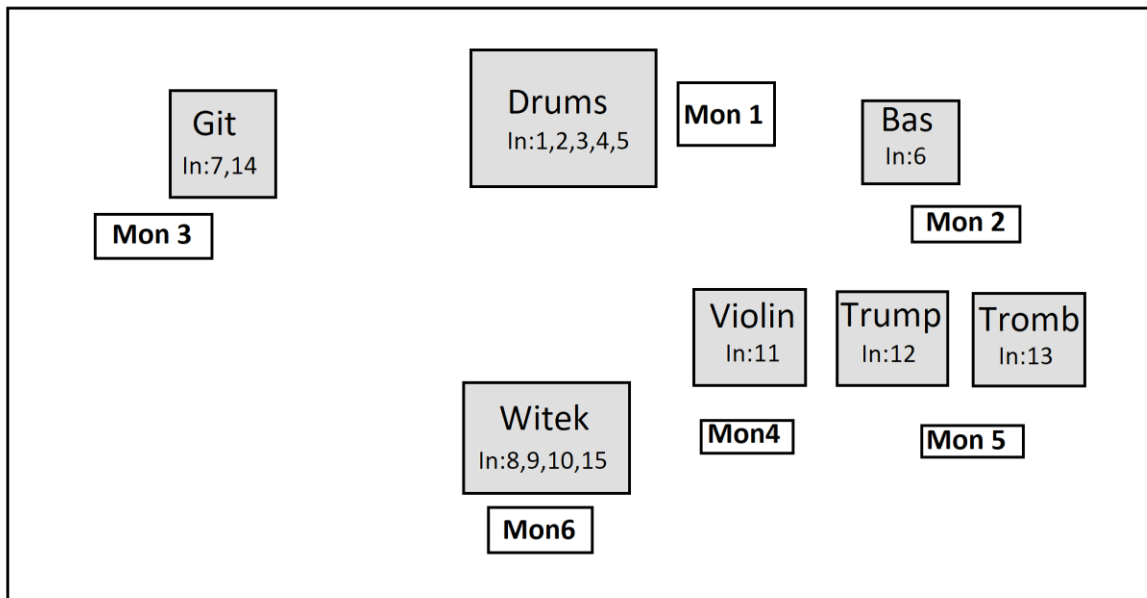 Drums
In:1,2,3,4,5
Mon 1
Git
In:7,14
Mon 3
Bas
In:6
Mon 2
Violin
In:11
Trump
In:12
Tromb
In:13
Witek
In:8,9,10,15
Mon4
Mon 5
Mon6